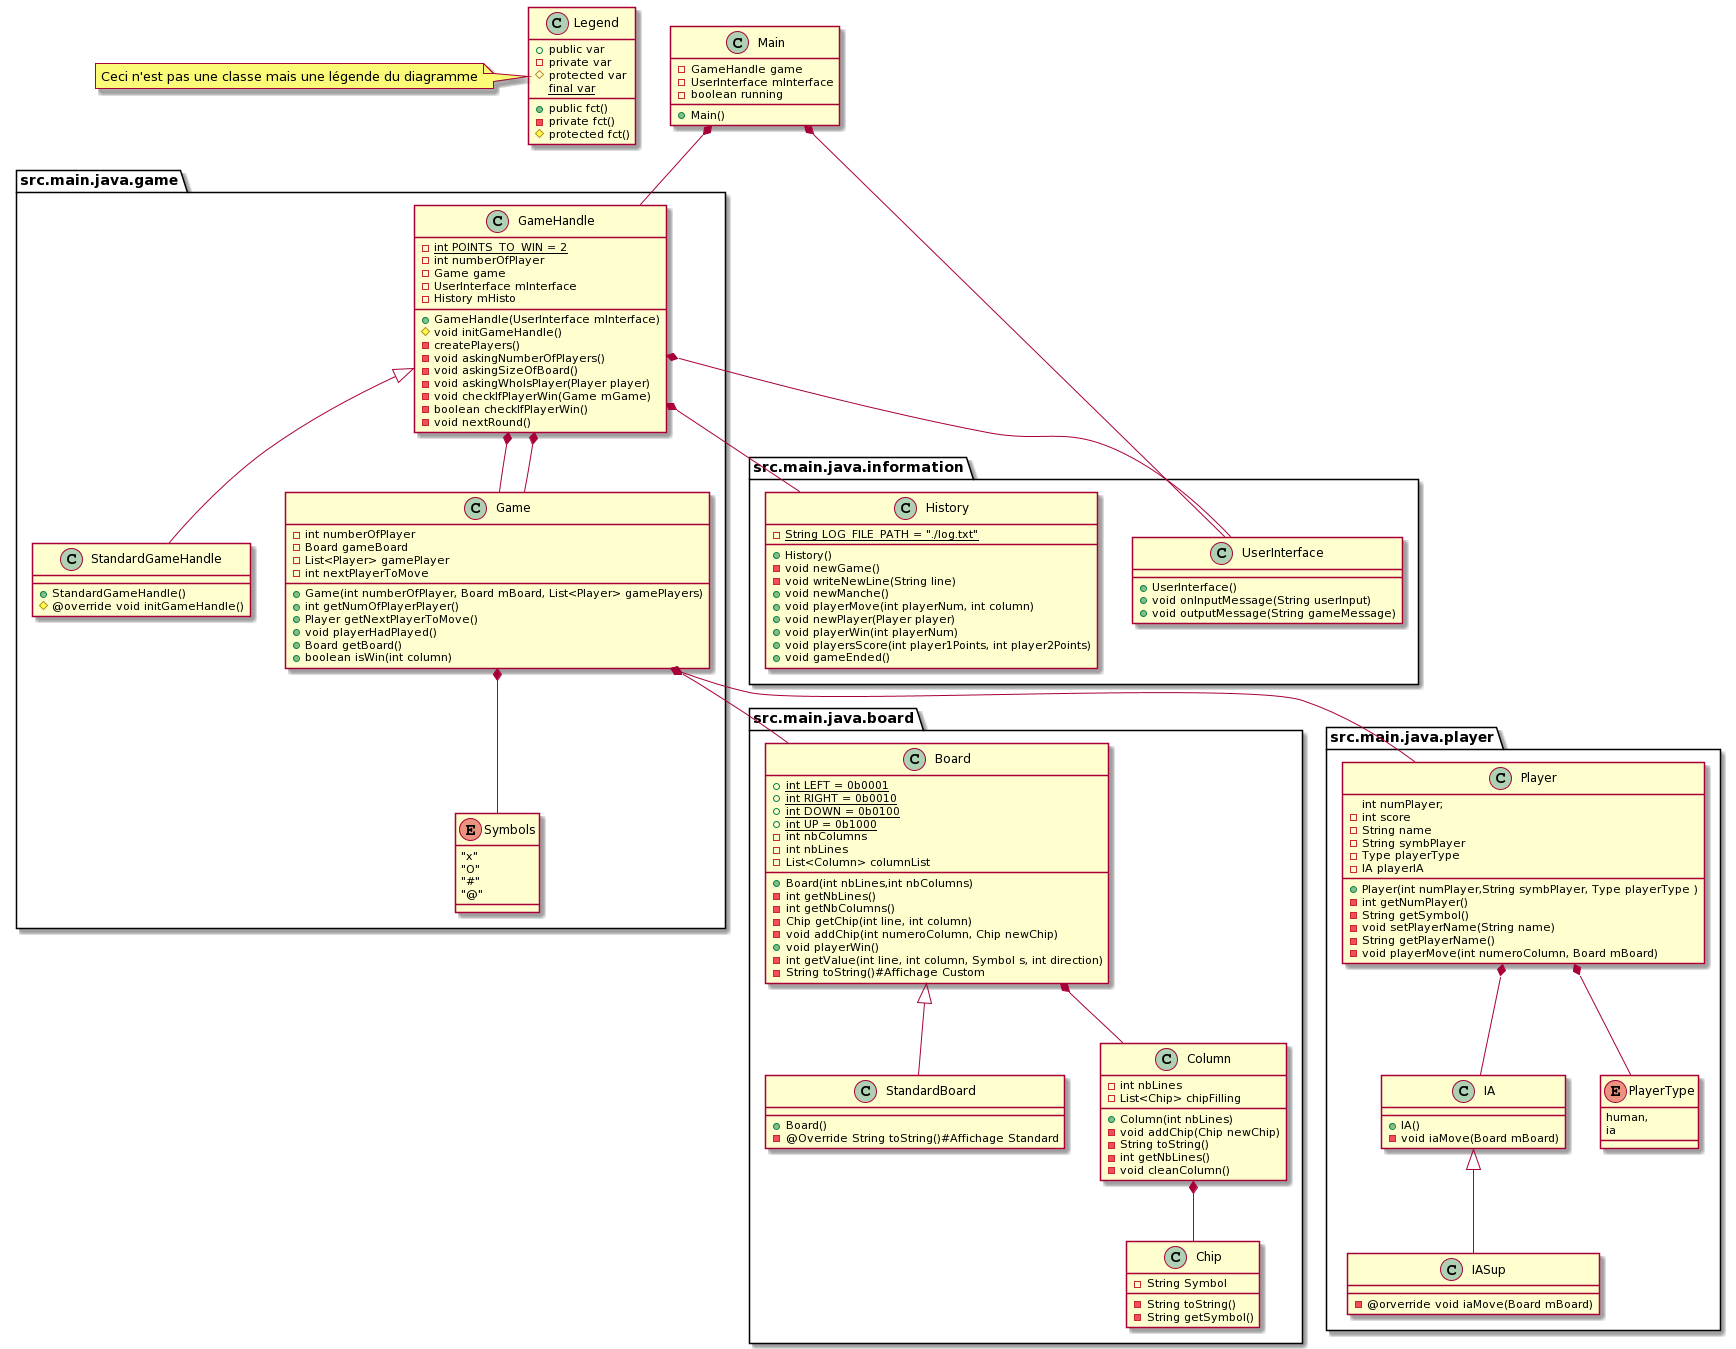 Legend
public var
private var
protected var
final var
public fct()
private fct()
protected fct()
Ceci n'est pas une classe mais une légende du diagramme
Main
GameHandle game
UserInterface mInterface
boolean running
Main()
src.main.java.game
GameHandle
int POINTS_TO_WIN = 2
int numberOfPlayer
Game game
UserInterface mInterface
History mHisto
GameHandle(UserInterface mInterface)
void initGameHandle()
createPlayers()
void askingNumberOfPlayers()
void askingSizeOfBoard()
void askingWhoIsPlayer(Player player)
void checkIfPlayerWin(Game mGame)
boolean checkIfPlayerWin()
void nextRound()
StandardGameHandle
StandardGameHandle()
@override void initGameHandle()
Game
int numberOfPlayer
Board gameBoard
List<Player> gamePlayer
int nextPlayerToMove
Game(int numberOfPlayer, Board mBoard, List<Player> gamePlayers)
int getNumOfPlayerPlayer()
Player getNextPlayerToMove()
void playerHadPlayed()
Board getBoard()
boolean isWin(int column)
Symbols
"x"
"O"
"#"
"@"
src.main.java.information
History
String LOG_FILE_PATH = "./log.txt"
History()
void newGame()
void writeNewLine(String line)
void newManche()
void playerMove(int playerNum, int column)
void newPlayer(Player player)
void playerWin(int playerNum)
void playersScore(int player1Points, int player2Points)
void gameEnded()
UserInterface
UserInterface()
void onInputMessage(String userInput)
void outputMessage(String gameMessage)
src.main.java.board
Board
int LEFT = 0b0001
int RIGHT = 0b0010
int DOWN = 0b0100
int UP = 0b1000
int nbColumns
int nbLines
List<Column> columnList
Board(int nbLines,int nbColumns)
int getNbLines()
int getNbColumns()
Chip getChip(int line, int column)
void addChip(int numeroColumn, Chip newChip)
void playerWin()
int getValue(int line, int column, Symbol s, int direction)
String toString()#Affichage Custom
StandardBoard
Board()
@Override String toString()#Affichage Standard
Column
int nbLines
List<Chip> chipFilling
Column(int nbLines)
void addChip(Chip newChip)
String toString()
int getNbLines()
void cleanColumn()
Chip
String Symbol
String toString()
String getSymbol()
src.main.java.player
Player
int numPlayer;
int score
String name
String symbPlayer
Type playerType
IA playerIA
Player(int numPlayer,String symbPlayer, Type playerType )
int getNumPlayer()
String getSymbol()
void setPlayerName(String name)
String getPlayerName()
void playerMove(int numeroColumn, Board mBoard)
IA
IA()
void iaMove(Board mBoard)
PlayerType
human,
ia
IASup
@orverride void iaMove(Board mBoard)